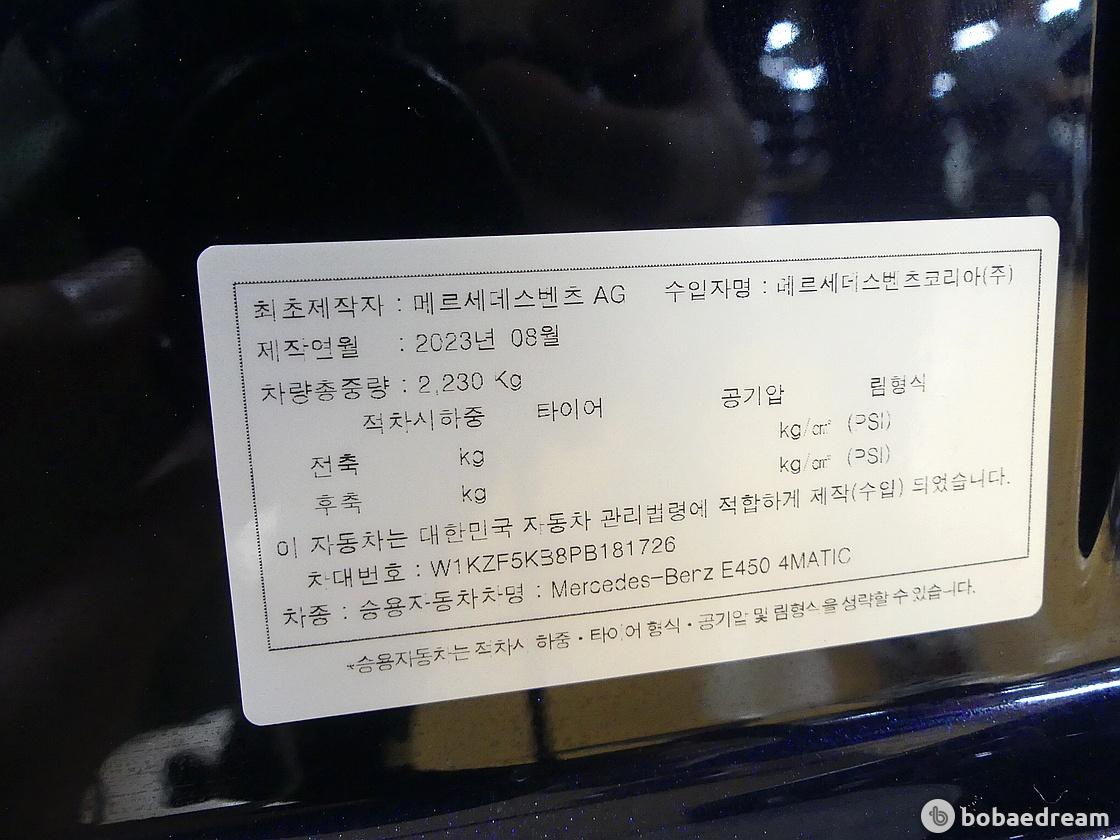 최초제작자 : 메르세데스벤츠 AG 수입자명 : 메르세데스벤츠코리아(주)
제작연월 : 2023년 08월
차량총중량 : 2,230 Kg
적차시하중 타이어 공기압 림형식
전축 kg kg/㎠ (PSI)
후축 kg kg/㎠ (PSI)
이 자동차는 대한민국 자동차 관리법령에 적합하게 제작(수입) 되었습니다.
차대번호 : W1KZF5KB8PB181726
차종 : 승용자동차차명 : Mercedes-Benz E450 4MATIC
*승용자동차는 적차시 하중・타이어 형식・공기압 및 림형식을 생략할 수 있습니다.
bobaedream